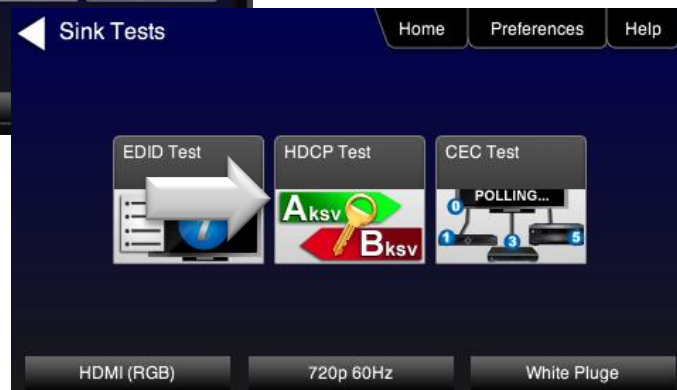 Sink Tests
Home
Preferences
Help
EDID Test
HDCP Test
CEC Test
Aksv
Bksv
POLLING...
0
1
3
5
HDMI (RGB)
720p 60Hz
White Pluge